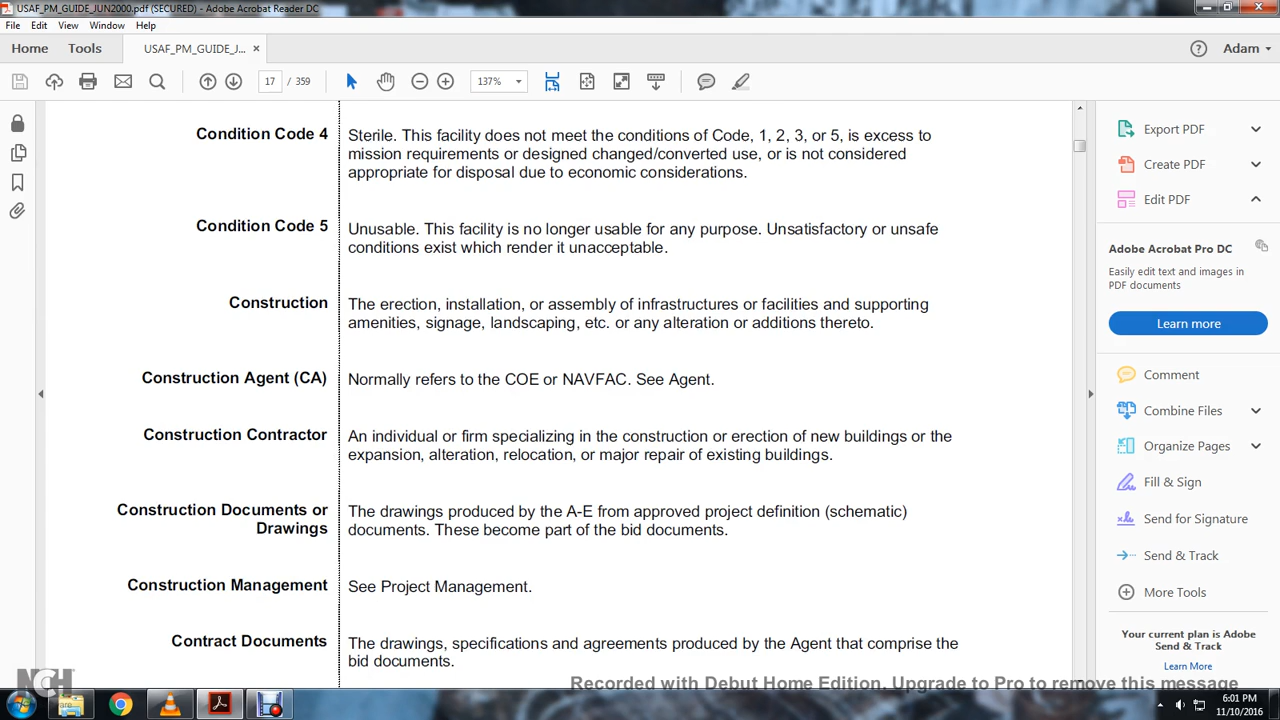 USAF_PM_GUIDE_JUN2000.pdf (SECURED) - Adobe Acrobat Reader DC
File Edit View Window Help
Home Tools USAF_PM_GUIDE_J... × Adam
17 / 359 137%
Condition Code 4 Sterile. This facility does not meet the conditions of Code, 1, 2, 3, or 5, is excess to
mission requirements or designed changed/converted use, or is not considered
appropriate for disposal due to economic considerations.
Condition Code 5 Unusable. This facility is no longer usable for any purpose. Unsatisfactory or unsafe
conditions exist which render it unacceptable.
Construction The erection, installation, or assembly of infrastructures or facilities and supporting
amenities, signage, landscaping, etc. or any alteration or additions thereto.
Construction Agent (CA) Normally refers to the COE or NAVFAC. See Agent.
Construction Contractor An individual or firm specializing in the construction or erection of new buildings or the
expansion, alteration, relocation, or major repair of existing buildings.
Construction Documents or The drawings produced by the A-E from approved project definition (schematic)
Drawings documents. These become part of the bid documents.
Construction Management See Project Management.
Contract Documents The drawings, specifications and agreements produced by the Agent that comprise the
bid documents.
Export PDF
Create PDF
Edit PDF
Adobe Acrobat Pro DC
Easily edit text and images in
PDF documents
Learn more
Comment
Combine Files
Organize Pages
Fill & Sign
Send for Signature
Send & Track
More Tools
Your current plan is Adobe
Send & Track
Learn More
NCH
Recorded with Debut Home Edition. Upgrade to Pro to remove this message
6:01 PM
11/10/2016